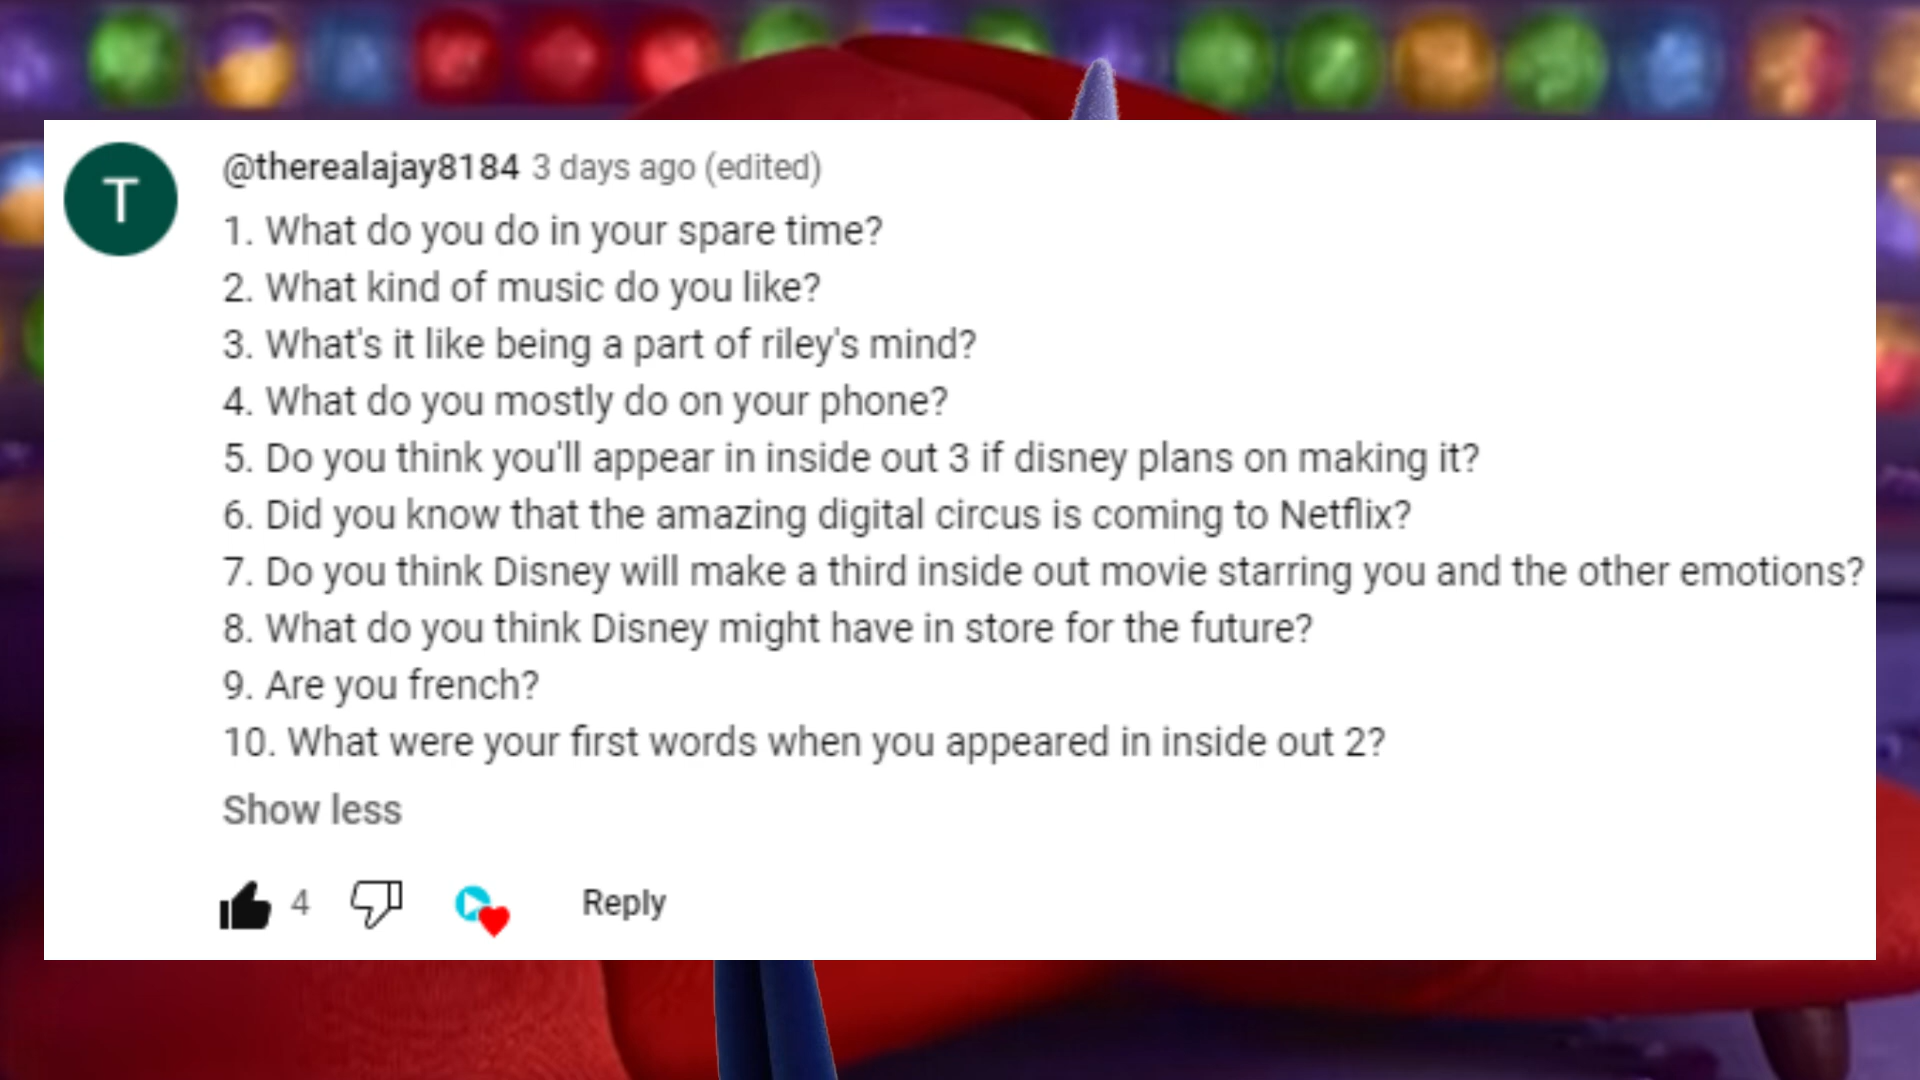 T
@therealajay8184 3 days ago (edited)
1. What do you do in your spare time?
2. What kind of music do you like?
3. What's it like being a part of riley's mind?
4. What do you mostly do on your phone?
5. Do you think you'll appear in inside out 3 if disney plans on making it?
6. Did you know that the amazing digital circus is coming to Netflix?
7. Do you think Disney will make a third inside out movie starring you and the other emotions?
8. What do you think Disney might have in store for the future?
9. Are you french?
10. What were your first words when you appeared in inside out 2?
Show less
4 Reply